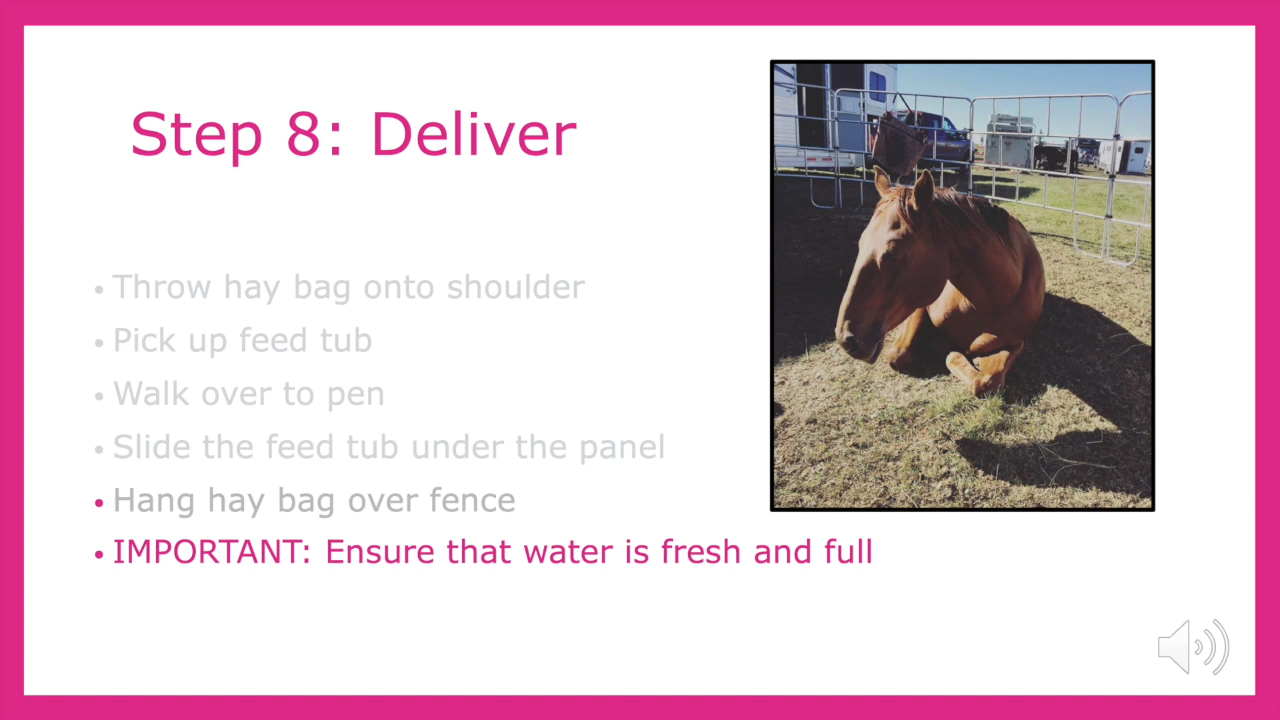 Step 8: Deliver
• Throw hay bag onto shoulder
• Pick up feed tub
• Walk over to pen
• Slide the feed tub under the panel
• Hang hay bag over fence
• IMPORTANT: Ensure that water is fresh and full